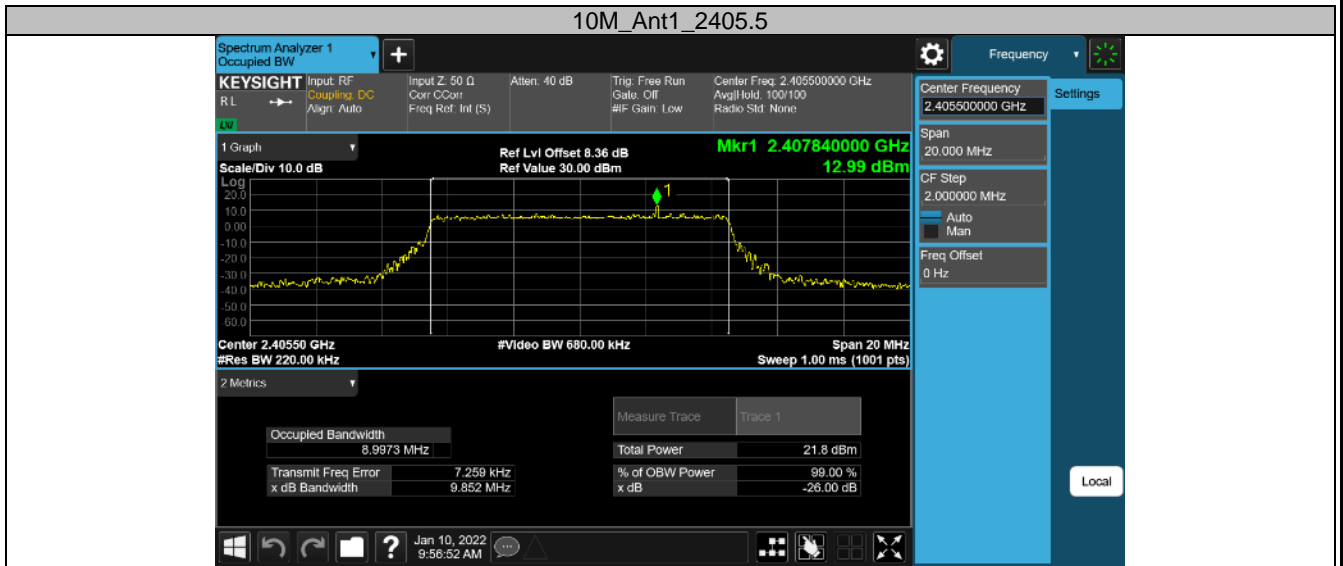 10M_Ant1_2405.5
Spectrum Analyzer 1
Occupied BW
+
Frequency
KEYSIGHT
R L
LXI
Input: RF
Coupling: DC
Align: Auto
Input Z: 50 Ω
Corr CCorr
Freq Ref: Int (S)
Atten: 40 dB
Trig: Free Run
Gate: Off
#IF Gain: Low
Center Freq: 2.405500000 GHz
Avg|Hold: 100/100
Radio Std: None
Center Frequency
2.405500000 GHz
Settings
Span
20.000 MHz
CF Step
2.000000 MHz
Auto
Man
Freq Offset
0 Hz
1 Graph
Scale/Div 10.0 dB
Ref Lvl Offset 8.36 dB
Ref Value 30.00 dBm
Mkr1 2.407840000 GHz
12.99 dBm
Log
20.0
10.0
0.00
-10.0
-20.0
-30.0
-40.0
-50.0
-60.0
1
Center 2.40550 GHz
#Res BW 220.00 kHz
#Video BW 680.00 kHz
Span 20 MHz
Sweep 1.00 ms (1001 pts)
2 Metrics
Measure Trace
Trace 1
Occupied Bandwidth
8.9973 MHz
Total Power
21.8 dBm
Transmit Freq Error
7.259 kHz
% of OBW Power
99.00 %
x dB Bandwidth
9.852 MHz
x dB
-26.00 dB
Local
?
Jan 10, 2022
9:56:52 AM